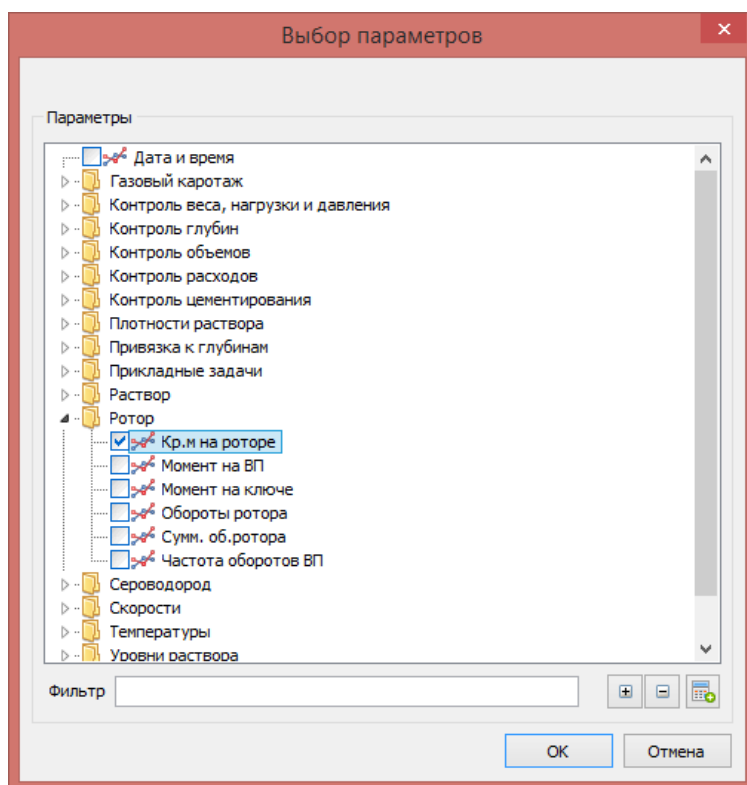 Выбор параметров
Параметры
Дата и время
Газовый каротаж
Контроль веса, нагрузки и давления
Контроль глубин
Контроль объемов
Контроль расходов
Контроль цементирования
Плотности раствора
Привязка к глубинам
Прикладные задачи
Раствор
Ротор
Кр.м на роторе
Момент на ВП
Момент на ключе
Обороты ротора
Сумм. об.ротора
Частота оборотов ВП
Сероводород
Скорости
Температуры
Уровни раствора
Фильтр
ОК
Отмена